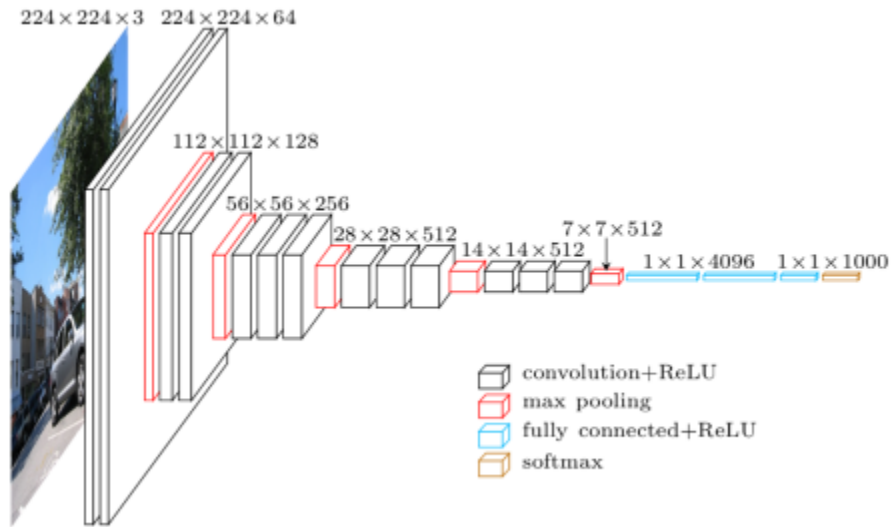 224×224×3
224×224×64
112×112×128
56×56×256
28×28×512
14×14×512
7×7×512
1×1×4096
1×1×1000
convolution+ReLU
max pooling
fully connected+ReLU
softmax